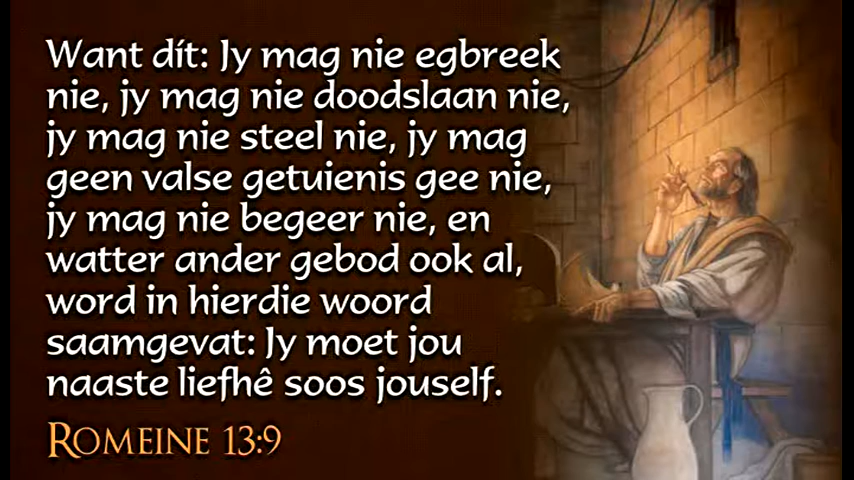 Want dít: Jy mag nie egbreek
nie, jy mag nie doodslaan nie,
jy mag nie steel nie, jy mag
geen valse getuienis gee nie,
jy mag nie begeer nie, en
watter ander gebod ook al,
word in hierdie woord
saamgevat: Jy moet jou
naaste liefhê soos jouself.
ROMEINE 13:9